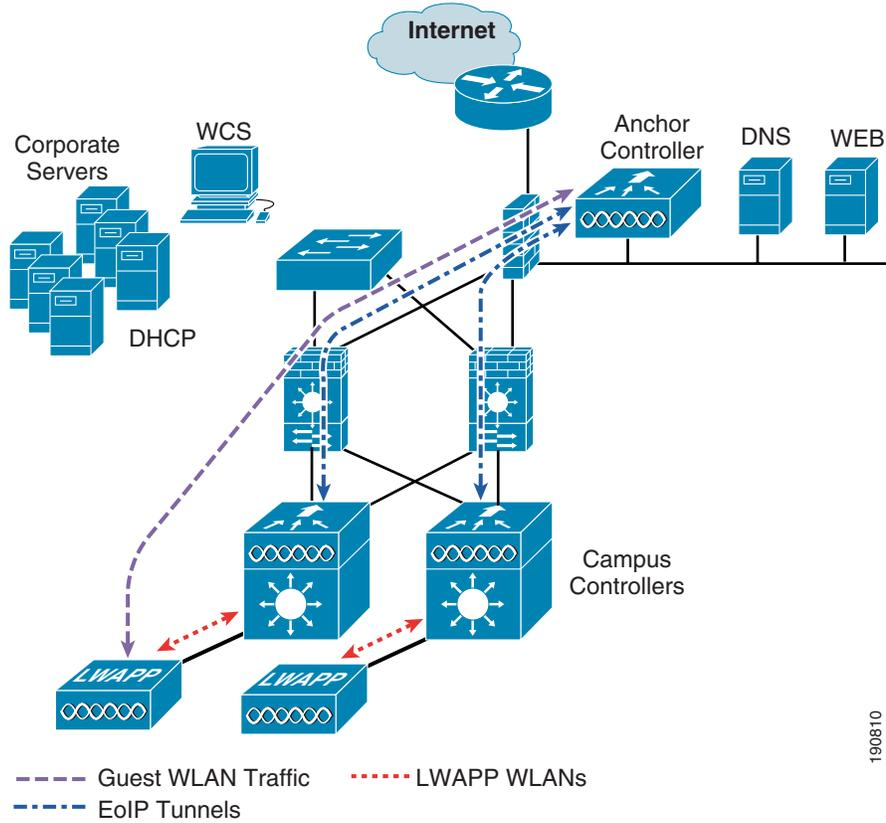 Internet
Anchor
Controller
DNS
WEB
WCS
Corporate
Servers
DHCP
Campus
Controllers
LWAPP
LWAPP
190810
Guest WLAN Traffic
LWAPP WLANs
EoIP Tunnels